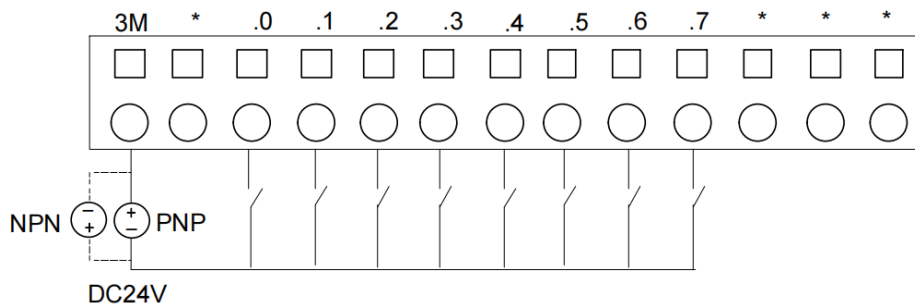 3M * .0 .1 .2 .3 .4 .5 .6 .7 * * *
NPN − + + − PNP
DC24V